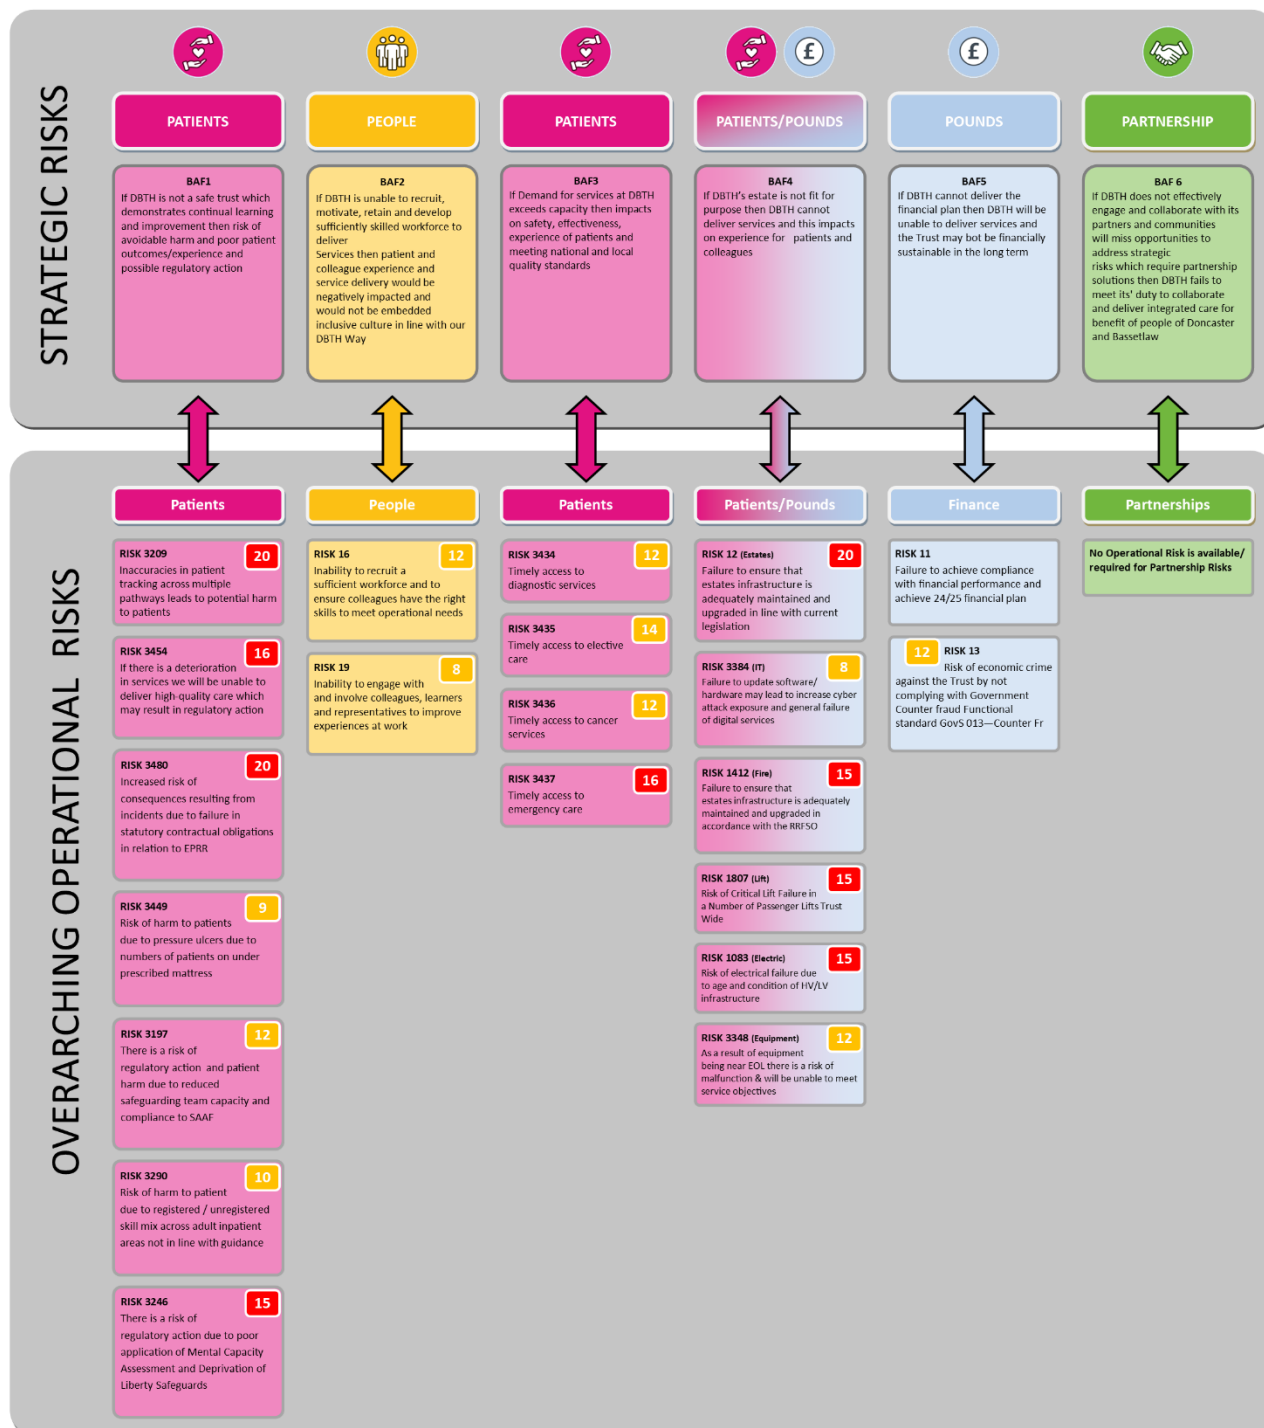 STRATEGIC RISKS
PATIENTS
PEOPLE
PATIENTS
PATIENTS/POUNDS
£
POUNDS
£
PARTNERSHIP
BAF1
If DBTH is not a safe trust which
demonstrates continual learning
and improvement then risk of
avoidable harm and poor patient
outcomes/experience and
possible regulatory action
BAF2
If DBTH is unable to recruit,
motivate, retain and develop
sufficiently skilled workforce to
deliver
Services then patient and
colleague experience and
service delivery would be
negatively impacted and
would not be embedded
inclusive culture in line with our
DBTH Way
BAF3
If Demand for services at DBTH
exceeds capacity then impacts
on safety, effectiveness,
experience of patients and
meeting national and local
quality standards
BAF4
If DBTH's estate is not fit for
purpose then DBTH cannot
deliver services and this impacts
on experience for patients and
colleagues
BAF5
If DBTH cannot deliver the
financial plan then DBTH will be
unable to deliver services and
the Trust may bot be financially
sustainable in the long term
BAF 6
If DBTH does not effectively
engage and collaborate with its
partners and communities
will miss opportunities to
address strategic
risks which require partnership
solutions then DBTH fails to
meet its' duty to collaborate
and deliver integrated care for
benefit of people of Doncaster
and Bassetlaw
OVERARCHING OPERATIONAL RISKS
Patients
RISK 3209
20
Inaccuracies in patient
tracking across multiple
pathways leads to potential harm
to patients
RISK 3454
16
If there is a deterioration
in services we will be unable to
deliver high-quality care which
may result in regulatory action
RISK 3480
20
Increased risk of
consequences resulting from
incidents due to failure in
statutory contractual obligations
in relation to EPRR
RISK 3449
9
Risk of harm to patients
due to pressure ulcers due to
numbers of patients on under
prescribed mattress
RISK 3197
12
There is a risk of
regulatory action and patient
harm due to reduced
safeguarding team capacity and
compliance to SAAF
RISK 3290
10
Risk of harm to patient
due to registered / unregistered
skill mix across adult inpatient
areas not in line with guidance
RISK 3246
15
There is a risk of
regulatory action due to poor
application of Mental Capacity
Assessment and Deprivation of
Liberty Safeguards
People
RISK 16
12
Inability to recruit a
sufficient workforce and to
ensure colleagues have the right
skills to meet operational needs
RISK 19
8
Inability to engage with
and involve colleagues, learners
and representatives to improve
experiences at work
Patients
RISK 3434
12
Timely access to
diagnostic services
RISK 3435
14
Timely access to elective
care
RISK 3436
12
Timely access to cancer
services
RISK 3437
16
Timely access to
emergency care
Patients/Pounds
RISK 12 (Estates)
20
Failure to ensure that
estates infrastructure is
adequately maintained and
upgraded in line with current
legislation
RISK 3384 (IT)
8
Failure to update software/
hardware may lead to increase cyber
attack exposure and general failure
of digital services
RISK 1412 (Fire)
15
Failure to ensure that
estates infrastructure is adequately
maintained and upgraded in
accordance with the RRFSO
RISK 1807 (Lift)
15
Risk of Critical Lift Failure in
a Number of Passenger Lifts Trust
Wide
RISK 1083 (Electric)
15
Risk of electrical failure due
to age and condition of HV/LV
infrastructure
RISK 3348 (Equipment)
12
As a result of equipment
being near EOL there is a risk of
malfunction & will be unable to meet
service objectives
Finance
RISK 11
Failure to achieve compliance
with financial performance and
achieve 24/25 financial plan
12
RISK 13
Risk of economic crime
against the Trust by not
complying with Government
Counter fraud Functional
standard GovS 013—Counter Fr
Partnerships
No Operational Risk is available/
required for Partnership Risks